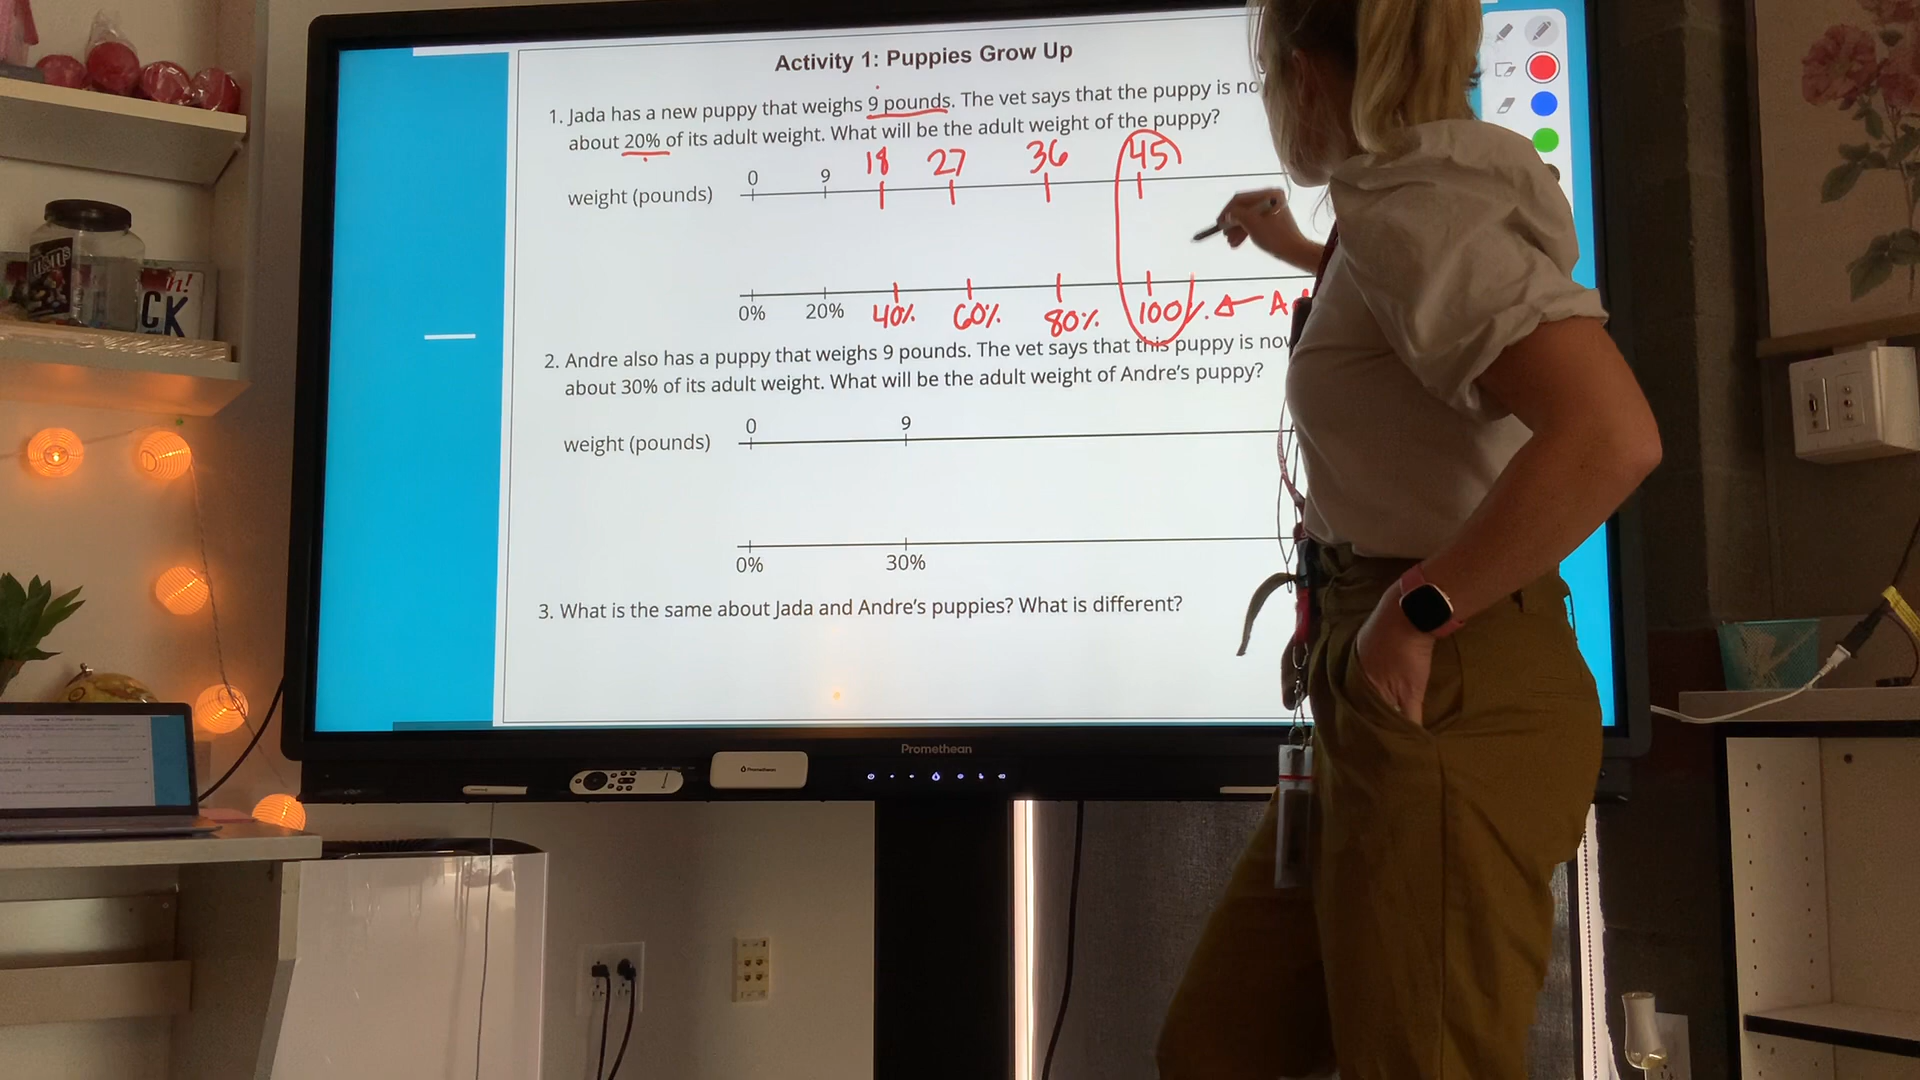 Activity 1: Puppies Grow Up
1. Jada has a new puppy that weighs 9 pounds. The vet says that the puppy is
about 20% of its adult weight. What will be the adult weight of the puppy?
0 9 18 27 36 45
weight (pounds)
0% 20% 40% 60% 80% 100%
2. Andre also has a puppy that weighs 9 pounds. The vet says that this puppy is now
about 30% of its adult weight. What will be the adult weight of Andre's puppy?
0 9
weight (pounds)
0% 30%
3. What is the same about Jada and Andre's puppies? What is different?
Promethean
Promethean
M&M's
CK